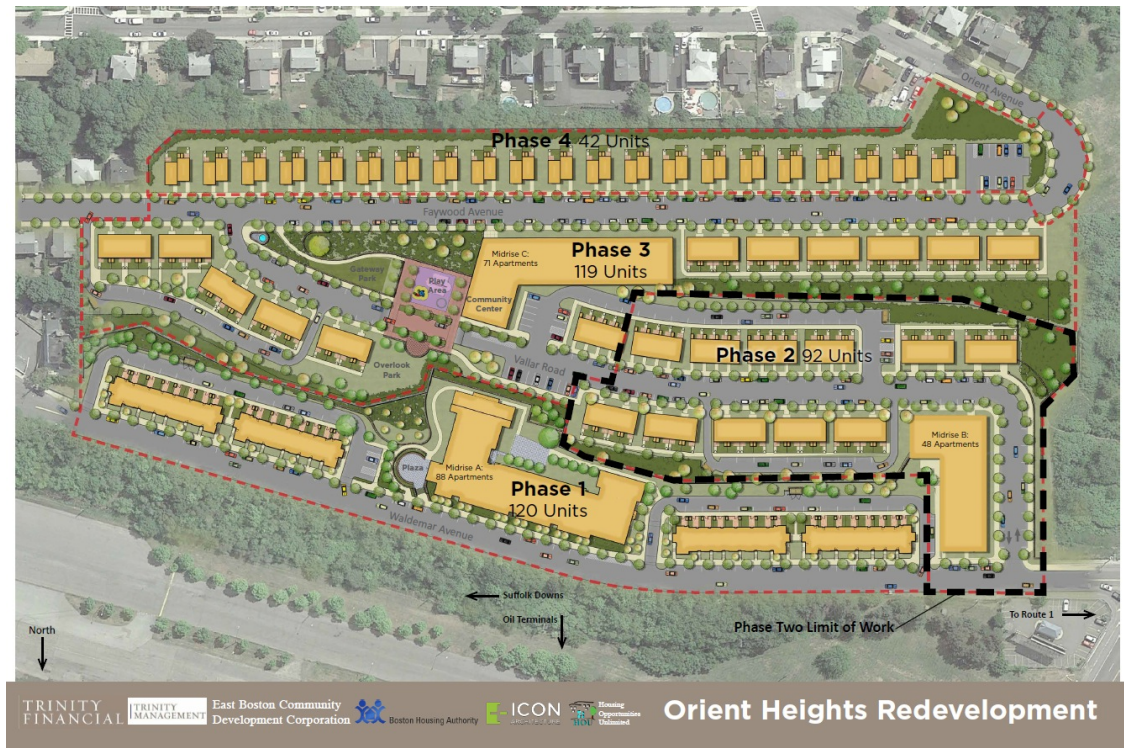 Orient Avenue
Phase 4 42 Units
Faywood Avenue
Midrise C:
71 Apartments
Phase 3
119 Units
Gateway
Park
Play
Area
Community
Center
Vallar Road
Phase 2 92 Units
Overlook
Park
Midrise B:
48 Apartments
Plaza
Midrise A:
88 Apartments
Phase 1
120 Units
Waldemar Avenue
Suffolk Downs
Oil Terminals
Phase Two Limit of Work
To Route 1
North
TRINITY
FINANCIAL
TRINITY
MANAGEMENT
East Boston Community
Development Corporation
Boston Housing Authority
ICON
ARCHITECTURE
HOU
Housing
Opportunities
Unlimited
Orient Heights Redevelopment